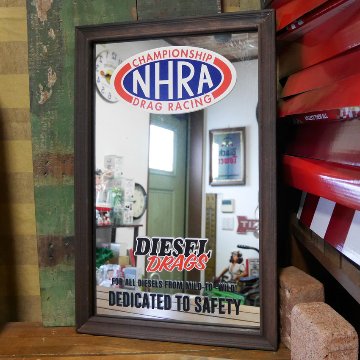 CHAMPIONSHIP
NHRA
DRAG RACING
DIESEL
DRAGS
FOR ALL DIESELS FROM MILD-TO-WILD!
DEDICATED TO SAFETY